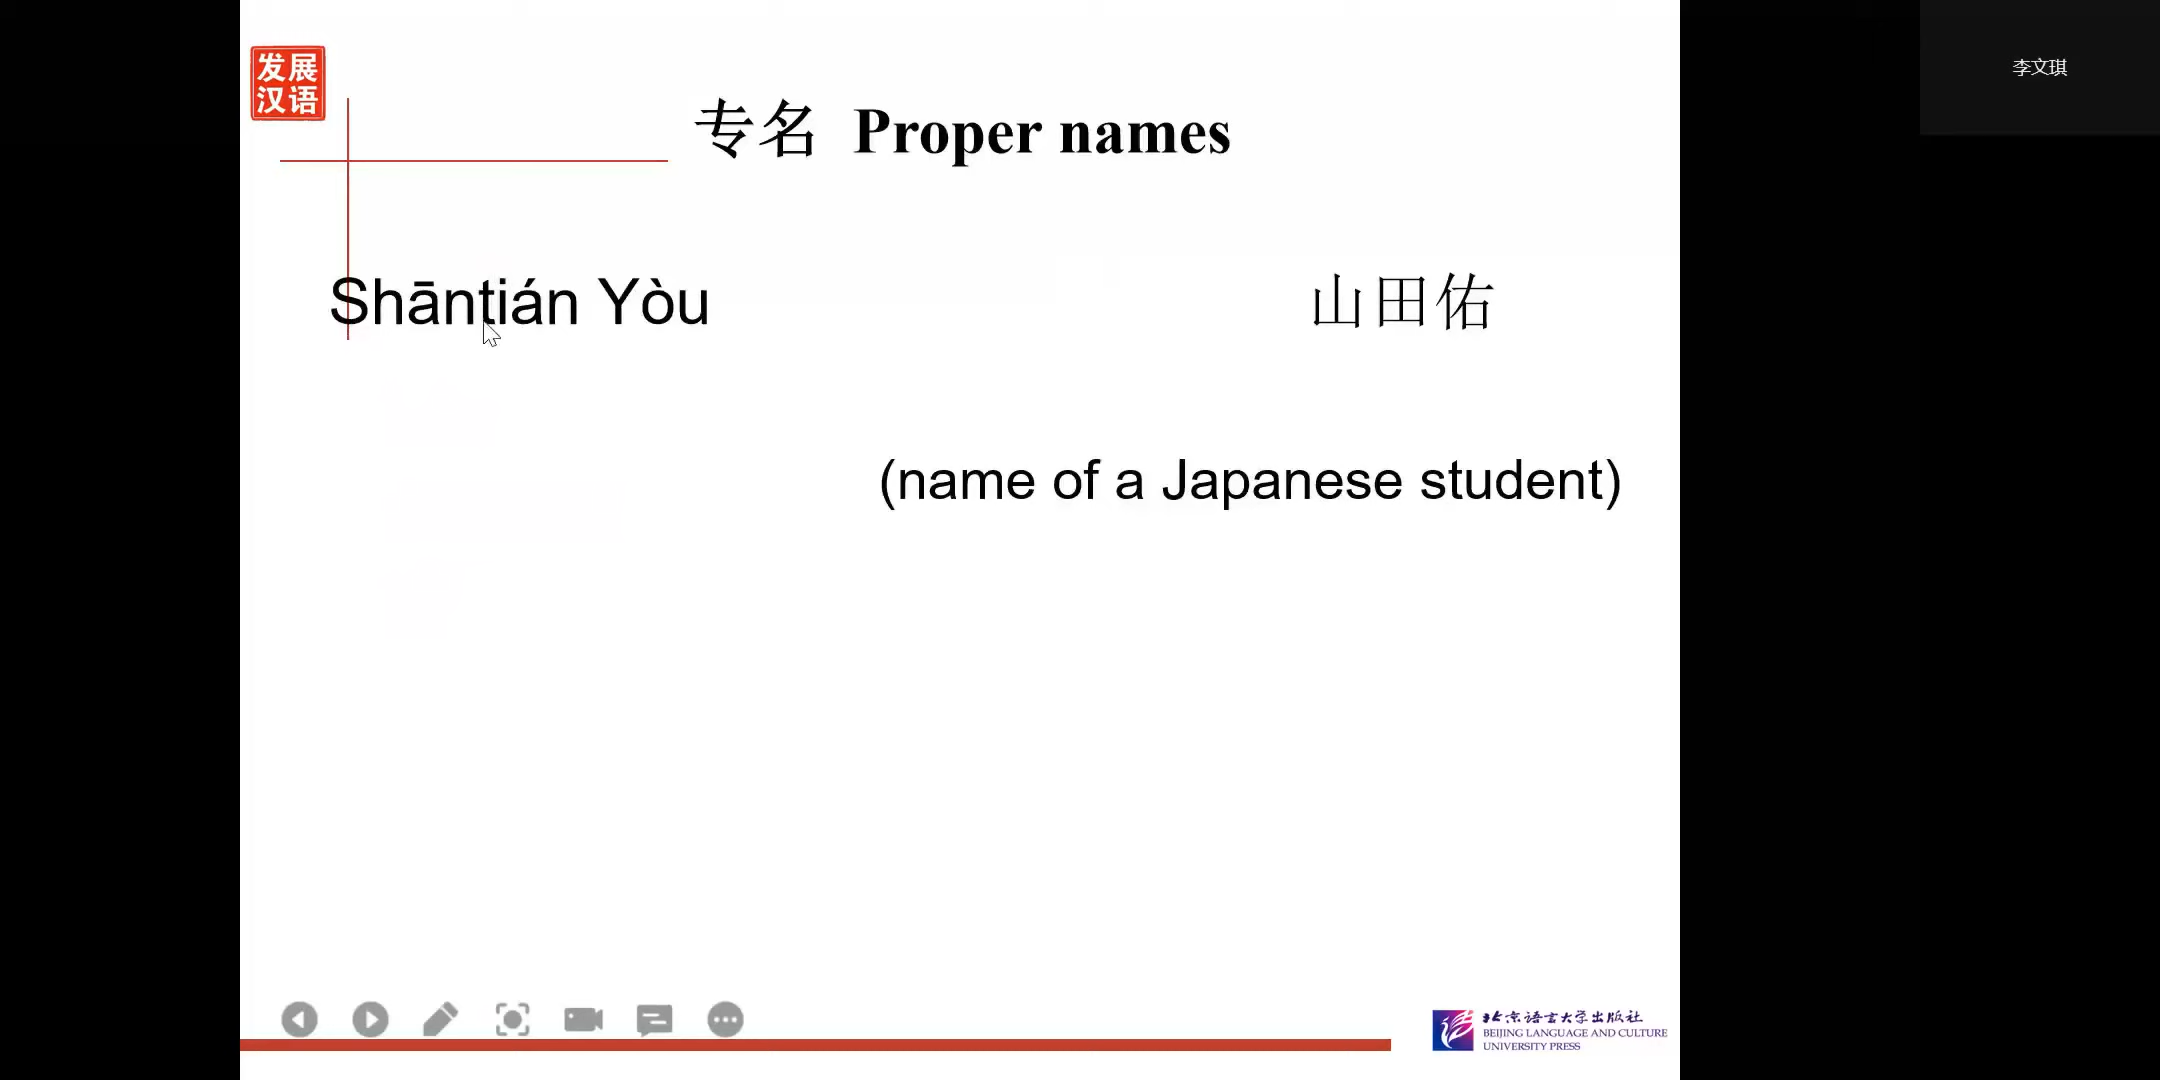 发展
汉语
李文琪
专名 Proper names
Shāntián Yòu 山田佑
(name of a Japanese student)
北京语言大学出版社
BEIJING LANGUAGE AND CULTURE
UNIVERSITY PRESS